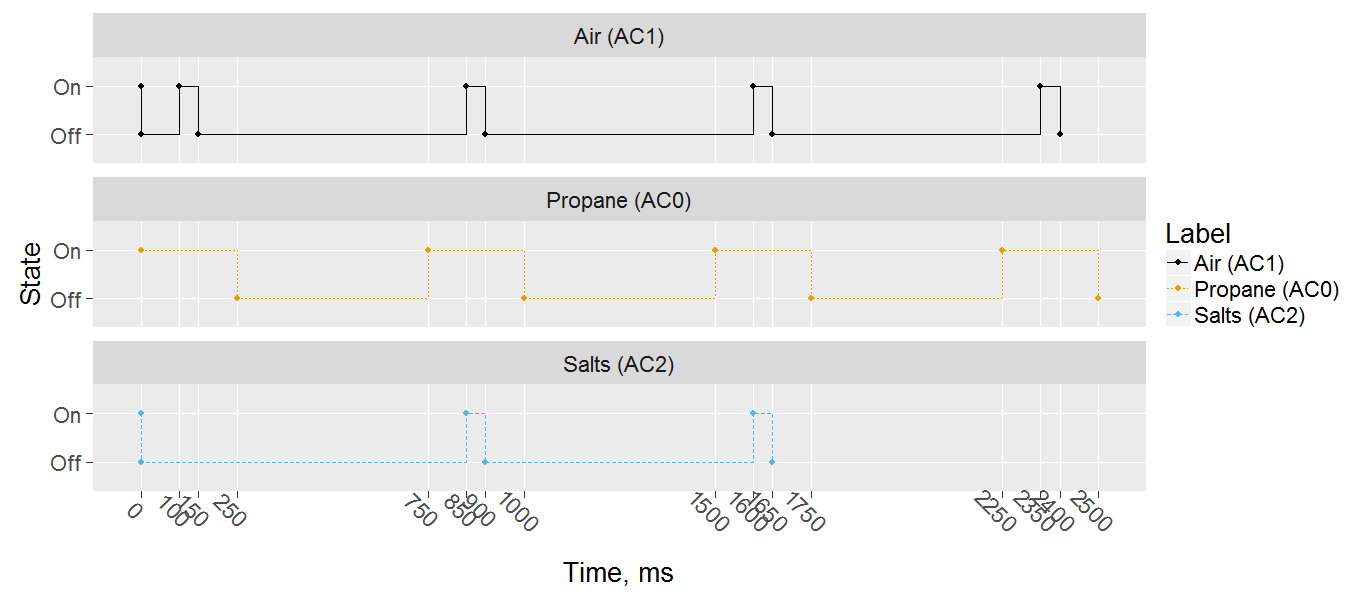 Air (AC1)
On
Off
Propane (AC0)
On
Off
Salts (AC2)
On
Off
State
0 100 150 250 750 850 900 1000 1500 1600 1650 1750 2250 2350 2400 2500
Time, ms
Label
Air (AC1)
Propane (AC0)
Salts (AC2)